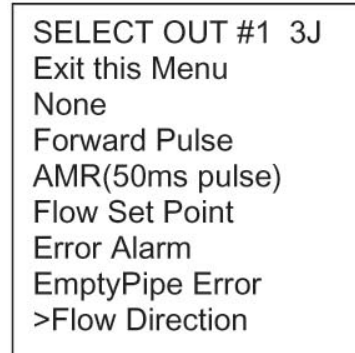 SELECT OUT #1 3J
Exit this Menu
None
Forward Pulse
AMR(50ms pulse)
Flow Set Point
Error Alarm
EmptyPipe Error
>Flow Direction